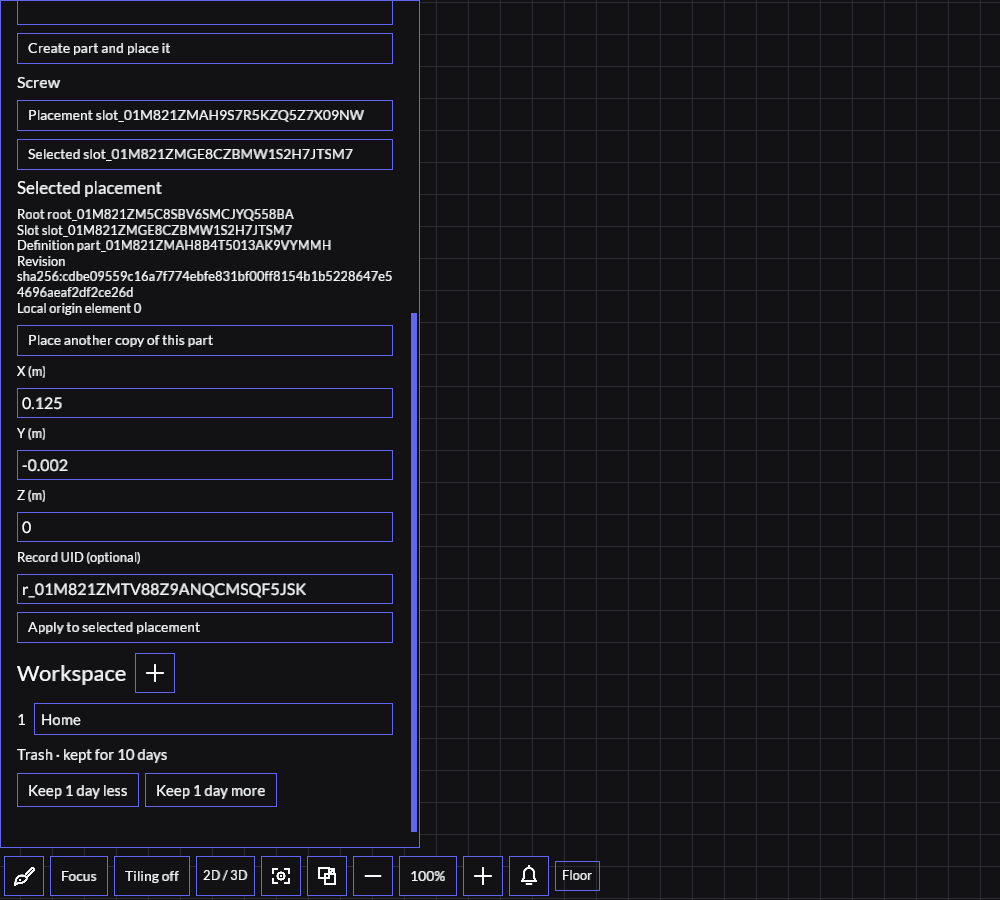 Create part and place it
Screw
Placement slot_01M821ZMAH9S7R5KZQ5Z7X09NW
Selected slot_01M821ZMGE8CZBMW1S2H7JTSM7
Selected placement
Root root_01M821ZM5C8SBV6SMCJYQ558BA
Slot slot_01M821ZMGE8CZBMW1S2H7JTSM7
Definition part_01M821ZMAH8B4T5013AK9VYMMH
Revision
sha256:cdbe09559c16a7f774ebfe831bf00ff8154b1b5228647e5
4696aeaf2df2ce26d
Local origin element 0
Place another copy of this part
X (m)
0.125
Y (m)
-0.002
Z (m)
0
Record UID (optional)
r_01M821ZMTV88Z9ANQCMSQF5JSK
Apply to selected placement
Workspace
1 Home
Trash · kept for 10 days
Keep 1 day less Keep 1 day more
Focus Tiling off 2D / 3D 100% Floor